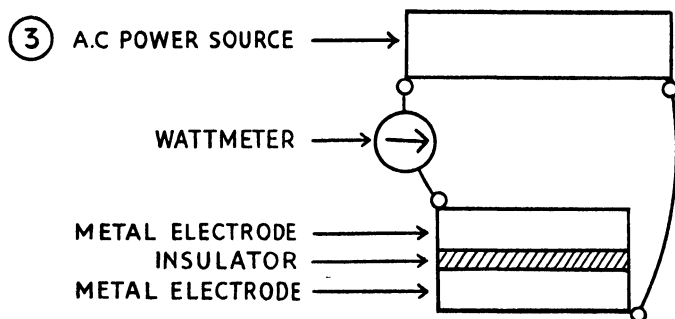 3 A.C POWER SOURCE
WATTMETER
METAL ELECTRODE
INSULATOR
METAL ELECTRODE